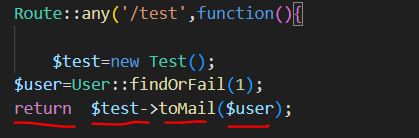 Route::any('/test',function(){
$test=new Test();
$user=User::findOrFail(1);
return $test->toMail($user);